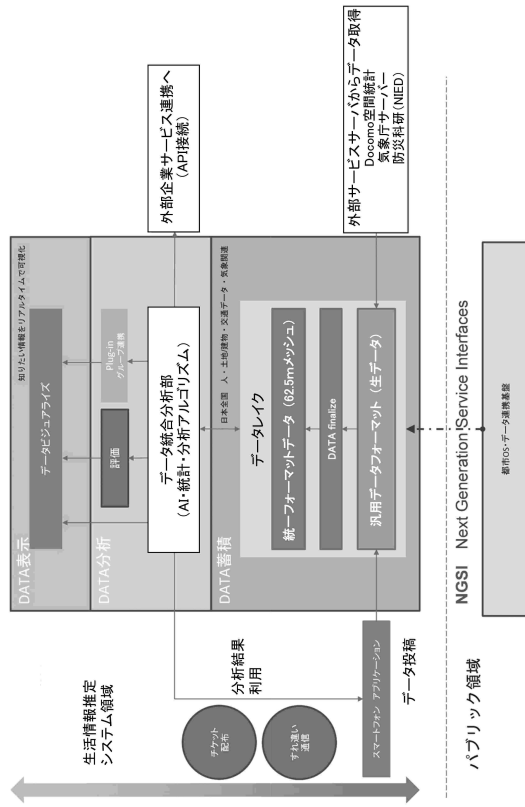 生活情報推定
システム領域
DATA表示
知りたい情報をリアルタイムで可視化
データビジュアライズ
DATA分析
評価
Plug-in
グループ連携
データ統合分析部
(AI・統計・分析アルゴリズム)
外部企業サービス連携へ
(API接続)
DATA蓄積
日本全国 人・土地/建物・交通データ・気象関連
データレイク
統一フォーマットデータ(62.5mメッシュ)
DATA finalize
汎用データフォーマット(生データ)
外部サービスサーバからデータ取得
Docomo空間統計
気象庁サーバー
防災科研(NIED)
分析結果
利用
チケット
配布
すれ違い
通信
スマートフォン アプリケーション
データ投稿
パブリック領域
NGSI Next Generation Service Interfaces
都市OS・データ連携基盤